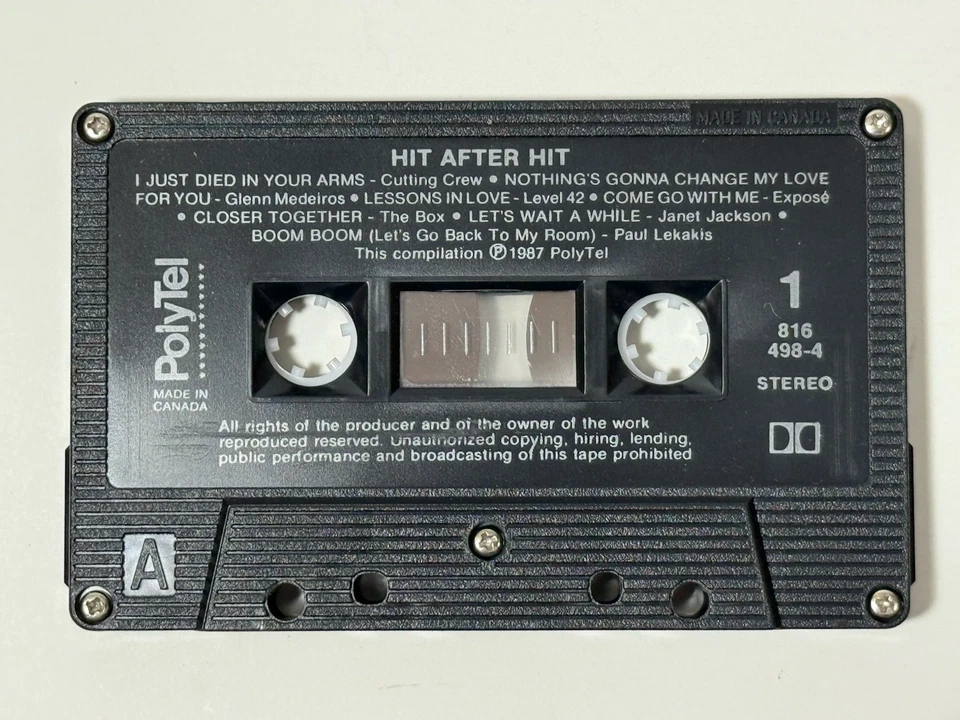 MADE IN CANADA
HIT AFTER HIT
I JUST DIED IN YOUR ARMS - Cutting Crew • NOTHING'S GONNA CHANGE MY LOVE
FOR YOU - Glenn Medeiros • LESSONS IN LOVE - Level 42 • COME GO WITH ME - Exposé
• CLOSER TOGETHER - The Box • LET'S WAIT A WHILE - Janet Jackson •
BOOM BOOM (Let's Go Back To My Room) - Paul Lekakis
This compilation ℗1987 PolyTel
PolyTel
MADE IN
CANADA
1
816
498-4
STEREO
All rights of the producer and of the owner of the work
reproduced reserved. Unauthorized copying, hiring, lending,
public performance and broadcasting of this tape prohibited
A